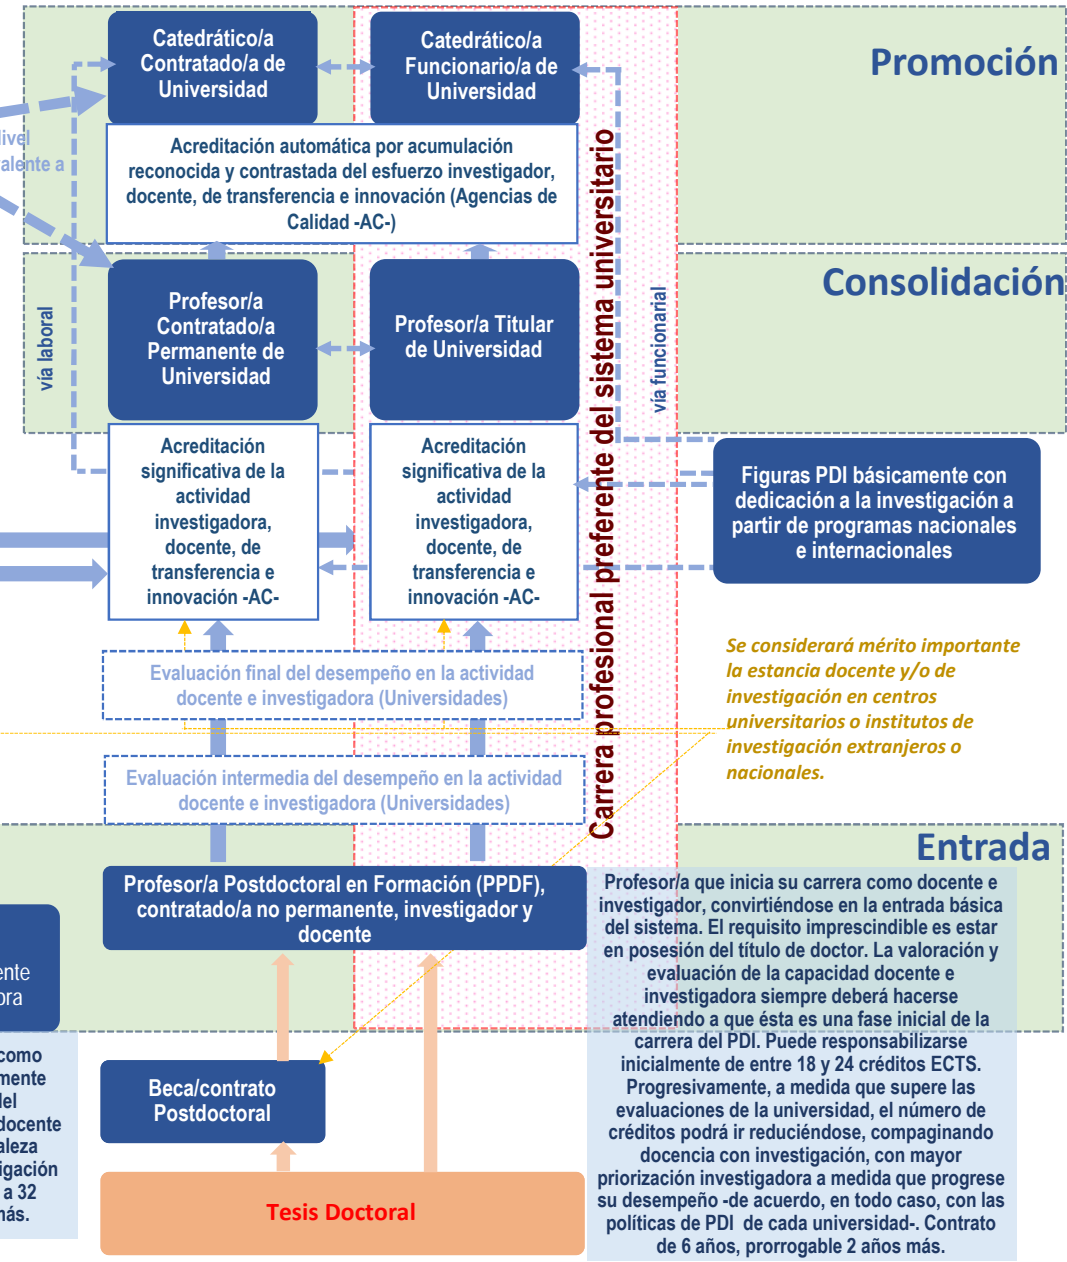 Catedrático/a
Contratado/a de
Universidad
Catedrático/a
Funcionario/a de
Universidad
Promoción
Acreditación automática por acumulación
reconocida y contrastada del esfuerzo investigador,
docente, de transferencia e innovación (Agencias de
Calidad -AC-)
Profesor/a
Contratado/a
Permanente de
Universidad
Profesor/a Titular
de Universidad
Consolidación
vía laboral
vía funcionarial
Carrera profesional preferente del sistema universitario
Acreditación
significativa de la
actividad
investigadora,
docente, de
transferencia e
innovación -AC-
Acreditación
significativa de la
actividad
investigadora,
docente, de
transferencia e
innovación -AC-
Figuras PDI básicamente con
dedicación a la investigación a
partir de programas nacionales
e internacionales
Se considerará mérito importante
la estancia docente y/o de
investigación en centros
universitarios o institutos de
investigación extranjeros o
nacionales.
Evaluación final del desempeño en la actividad
docente e investigadora (Universidades)
Evaluación intermedia del desempeño en la actividad
docente e investigadora (Universidades)
Entrada
Profesor/a Postdoctoral en Formación (PPDF),
contratado/a no permanente, investigador y
docente
Profesor/a que inicia su carrera como docente e
investigador, convirtiéndose en la entrada básica
del sistema. El requisito imprescindible es estar
en posesión del título de doctor. La valoración y
evaluación de la capacidad docente e
investigadora siempre deberá hacerse
atendiendo a que ésta es una fase inicial de la
carrera del PDI. Puede responsabilizarse
inicialmente de entre 18 y 24 créditos ECTS.
Progresivamente, a medida que supere las
evaluaciones de la universidad, el número de
créditos podrá ir reduciéndose, compaginando
docencia con investigación, con mayor
priorización investigadora a medida que progrese
su desempeño -de acuerdo, en todo caso, con las
políticas de PDI de cada universidad-. Contrato
de 6 años, prorrogable 2 años más.
como
docente
a 32
más.
Beca/contrato
Postdoctoral
Tesis Doctoral